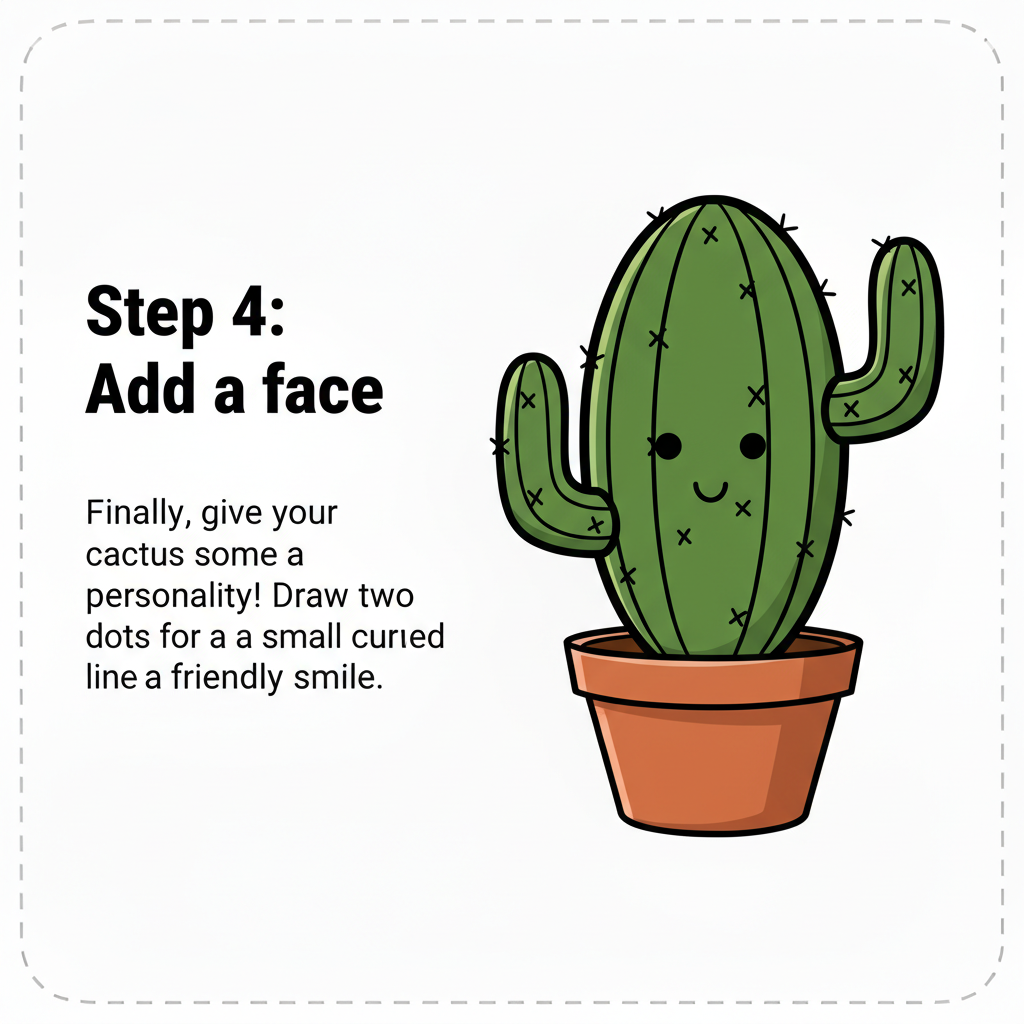 Step 4:
Add a face
Finally, give your
cactus some a
personality! Draw two
dots for a a small curıed
line a friendly smile.